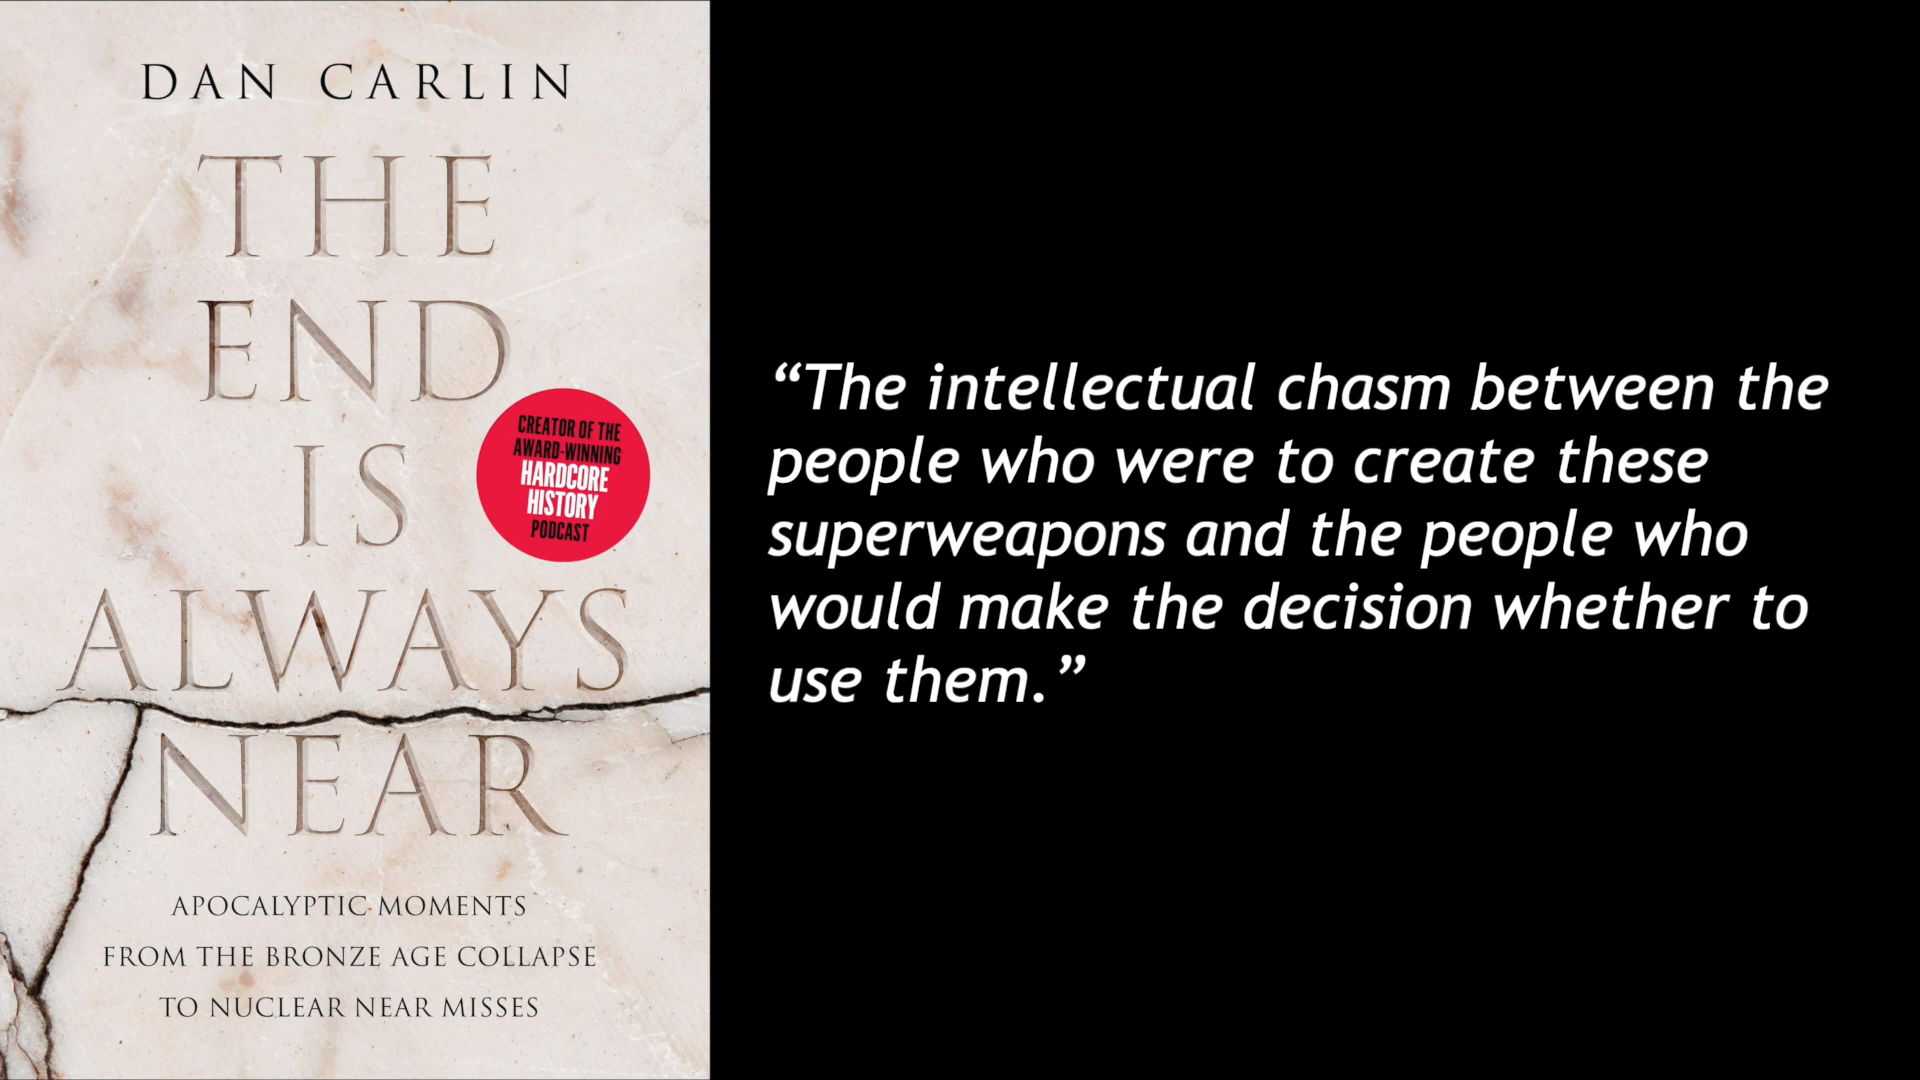 DAN CARLIN
THE
END
IS
ALWAYS
NEAR
CREATOR OF THE
AWARD-WINNING
HARDCORE
HISTORY
PODCAST
APOCALYPTIC MOMENTS
FROM THE BRONZE AGE COLLAPSE
TO NUCLEAR NEAR MISSES
“The intellectual chasm between the
people who were to create these
superweapons and the people who
would make the decision whether to
use them.”